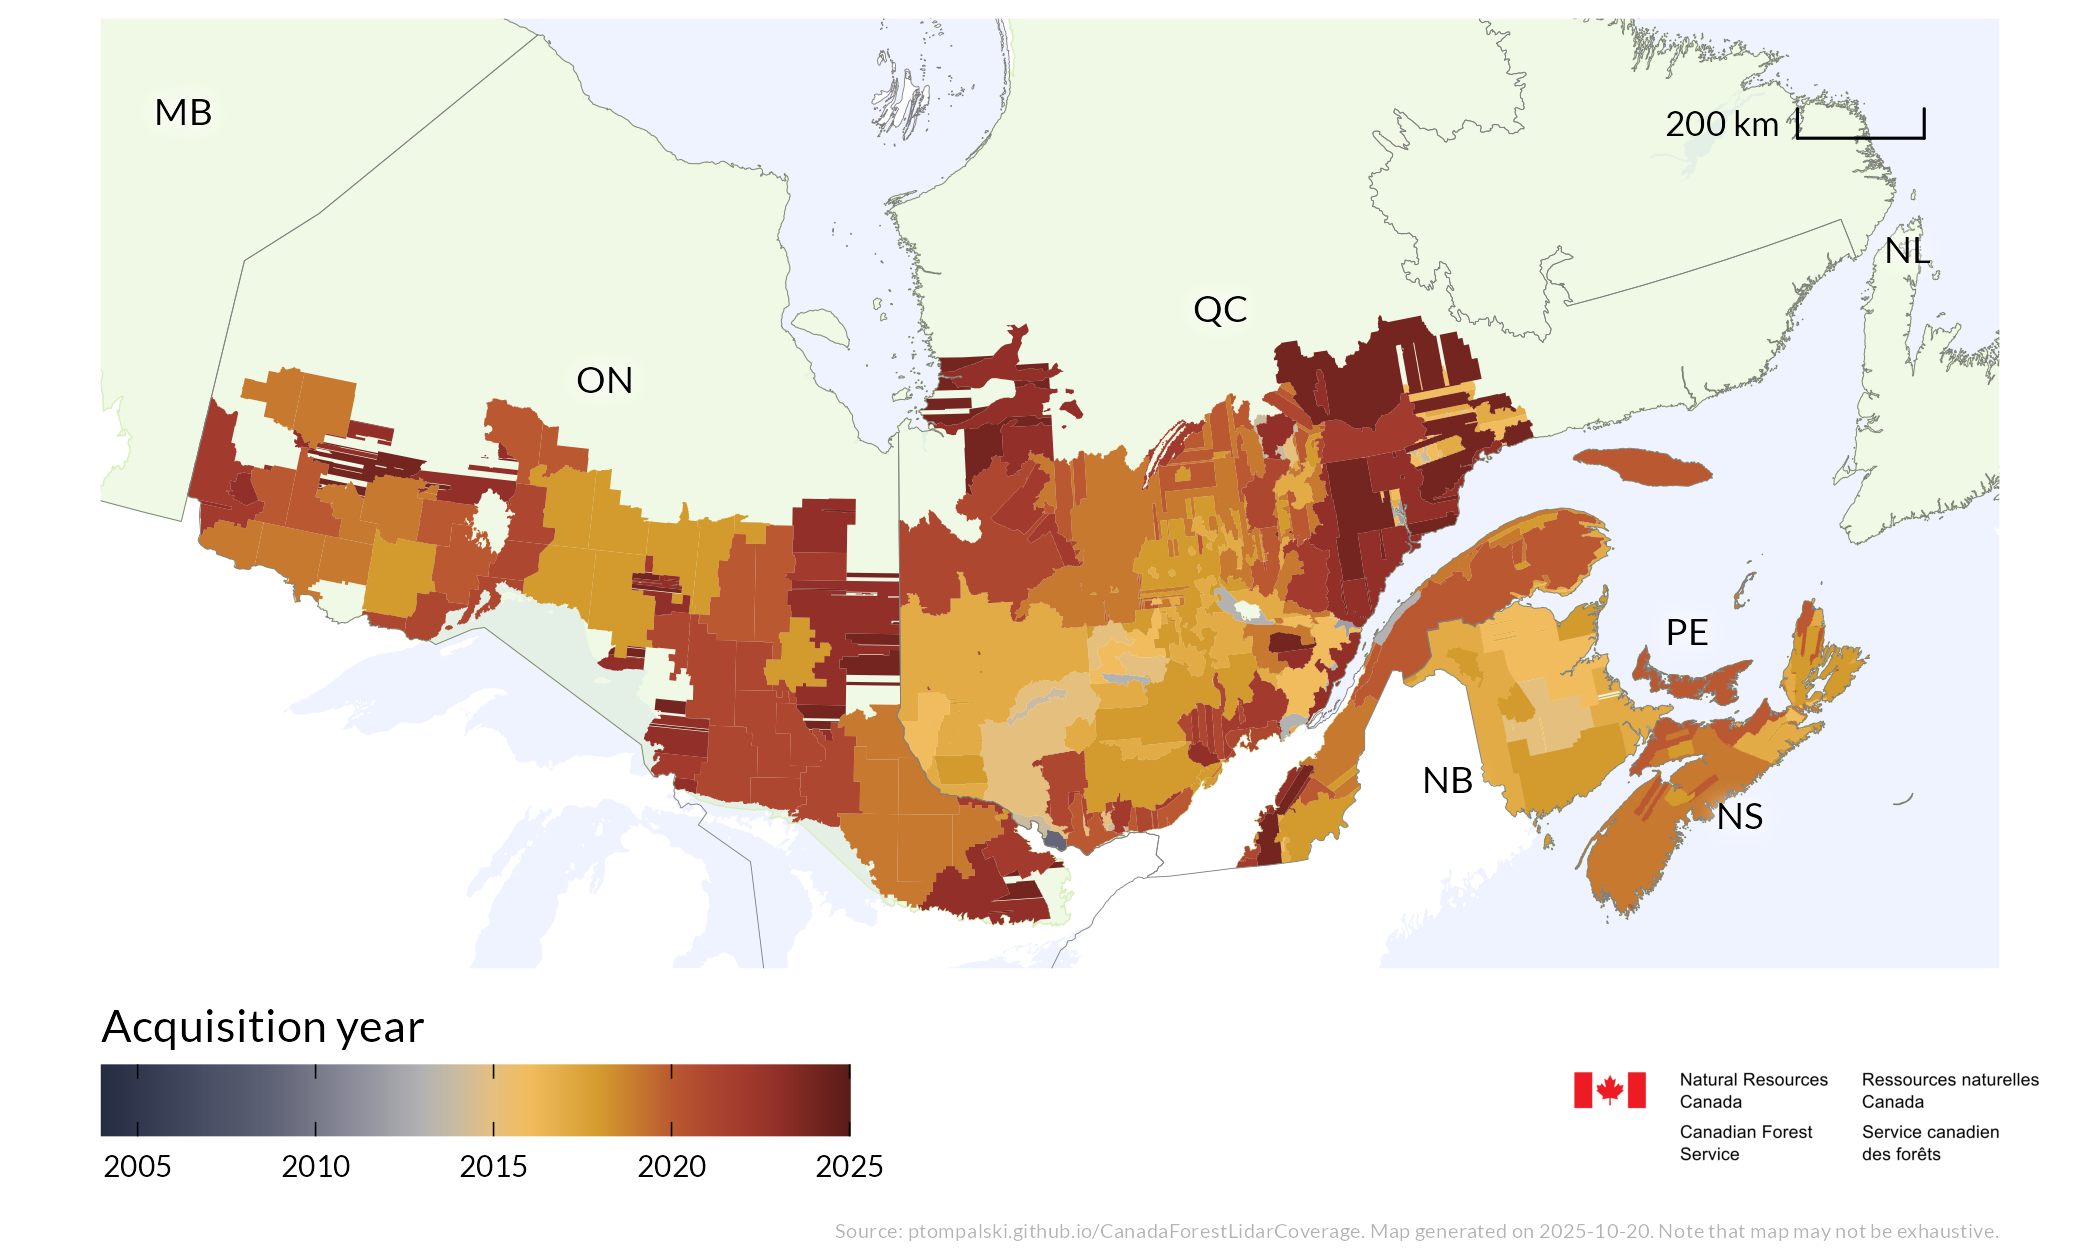 MB
200 km
NL
QC
ON
PE
NB
NS
Acquisition year
2005 2010 2015 2020 2025
Natural Resources Canada
Ressources naturelles Canada
Canadian Forest Service
Service canadien des forêts
Source: ptompalski.github.io/CanadaForestLidarCoverage. Map generated on 2025-10-20. Note that map may not be exhaustive.